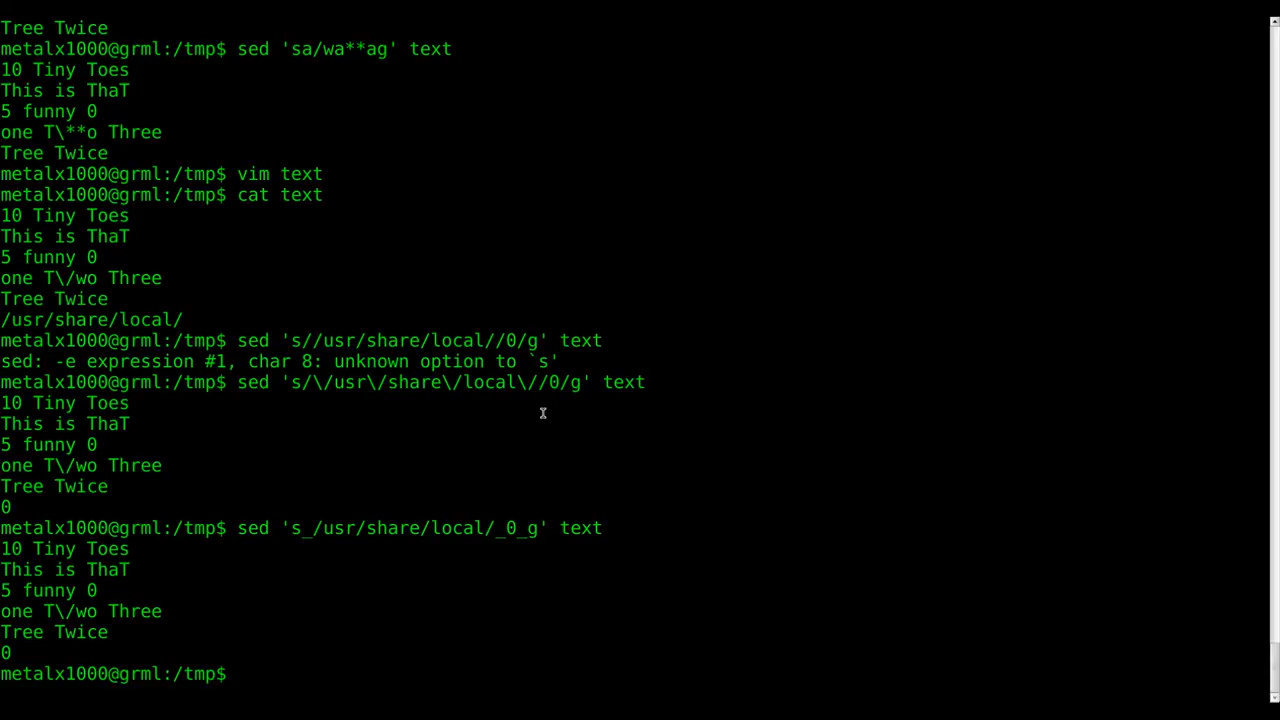 Tree Twice
metalx1000@grml:/tmp$ sed 'sa/wa**ag' text
10 Tiny Toes
This is ThaT
5 funny 0
one T\**o Three
Tree Twice
metalx1000@grml:/tmp$ vim text
metalx1000@grml:/tmp$ cat text
10 Tiny Toes
This is ThaT
5 funny 0
one T\/wo Three
Tree Twice
/usr/share/local/
metalx1000@grml:/tmp$ sed 's//usr/share/local//0/g' text
sed: -e expression #1, char 8: unknown option to `s'
metalx1000@grml:/tmp$ sed 's/\/usr\/share\/local\//0/g' text
10 Tiny Toes
This is ThaT
5 funny 0
one T\/wo Three
Tree Twice
0
metalx1000@grml:/tmp$ sed 's_/usr/share/local/_0_g' text
10 Tiny Toes
This is ThaT
5 funny 0
one T\/wo Three
Tree Twice
0
metalx1000@grml:/tmp$